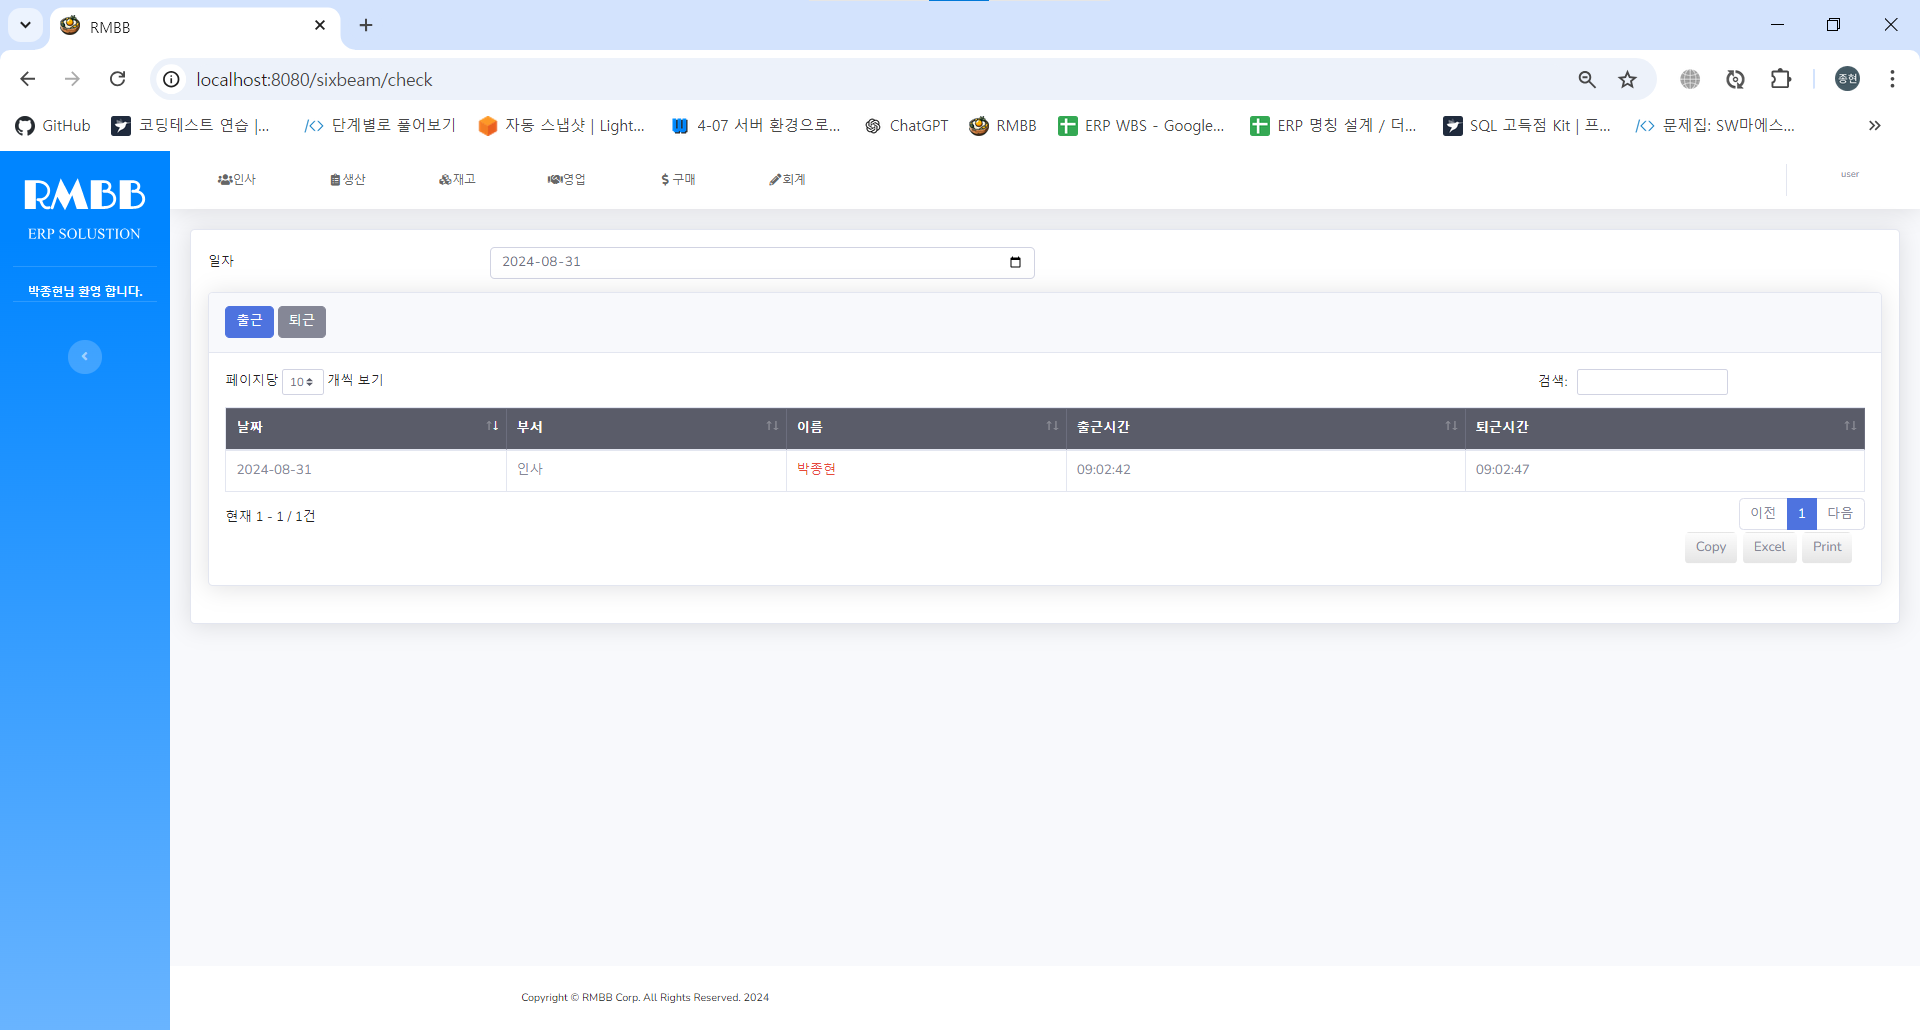 RMBB
localhost:8080/sixbeam/check
종현
GitHub 코딩테스트 연습 |... 단계별로 풀어보기 자동 스냅샷 | Light... 4-07 서버 환경으로... ChatGPT RMBB ERP WBS - Google... ERP 명칭 설계 / 더... SQL 고득점 Kit | 프... 문제집: SW마에스...
RMBB
ERP SOLUSTION
박종현님 환영 합니다.
인사 생산 재고 영업 구매 회계 user
일자 2024-08-31
출근 퇴근
페이지당 10 개씩 보기 검색:
날짜 부서 이름 출근시간 퇴근시간
2024-08-31 인사 박종현 09:02:42 09:02:47
현재 1 - 1 / 1건 이전 1 다음
Copy Excel Print
Copyright © RMBB Corp. All Rights Reserved. 2024